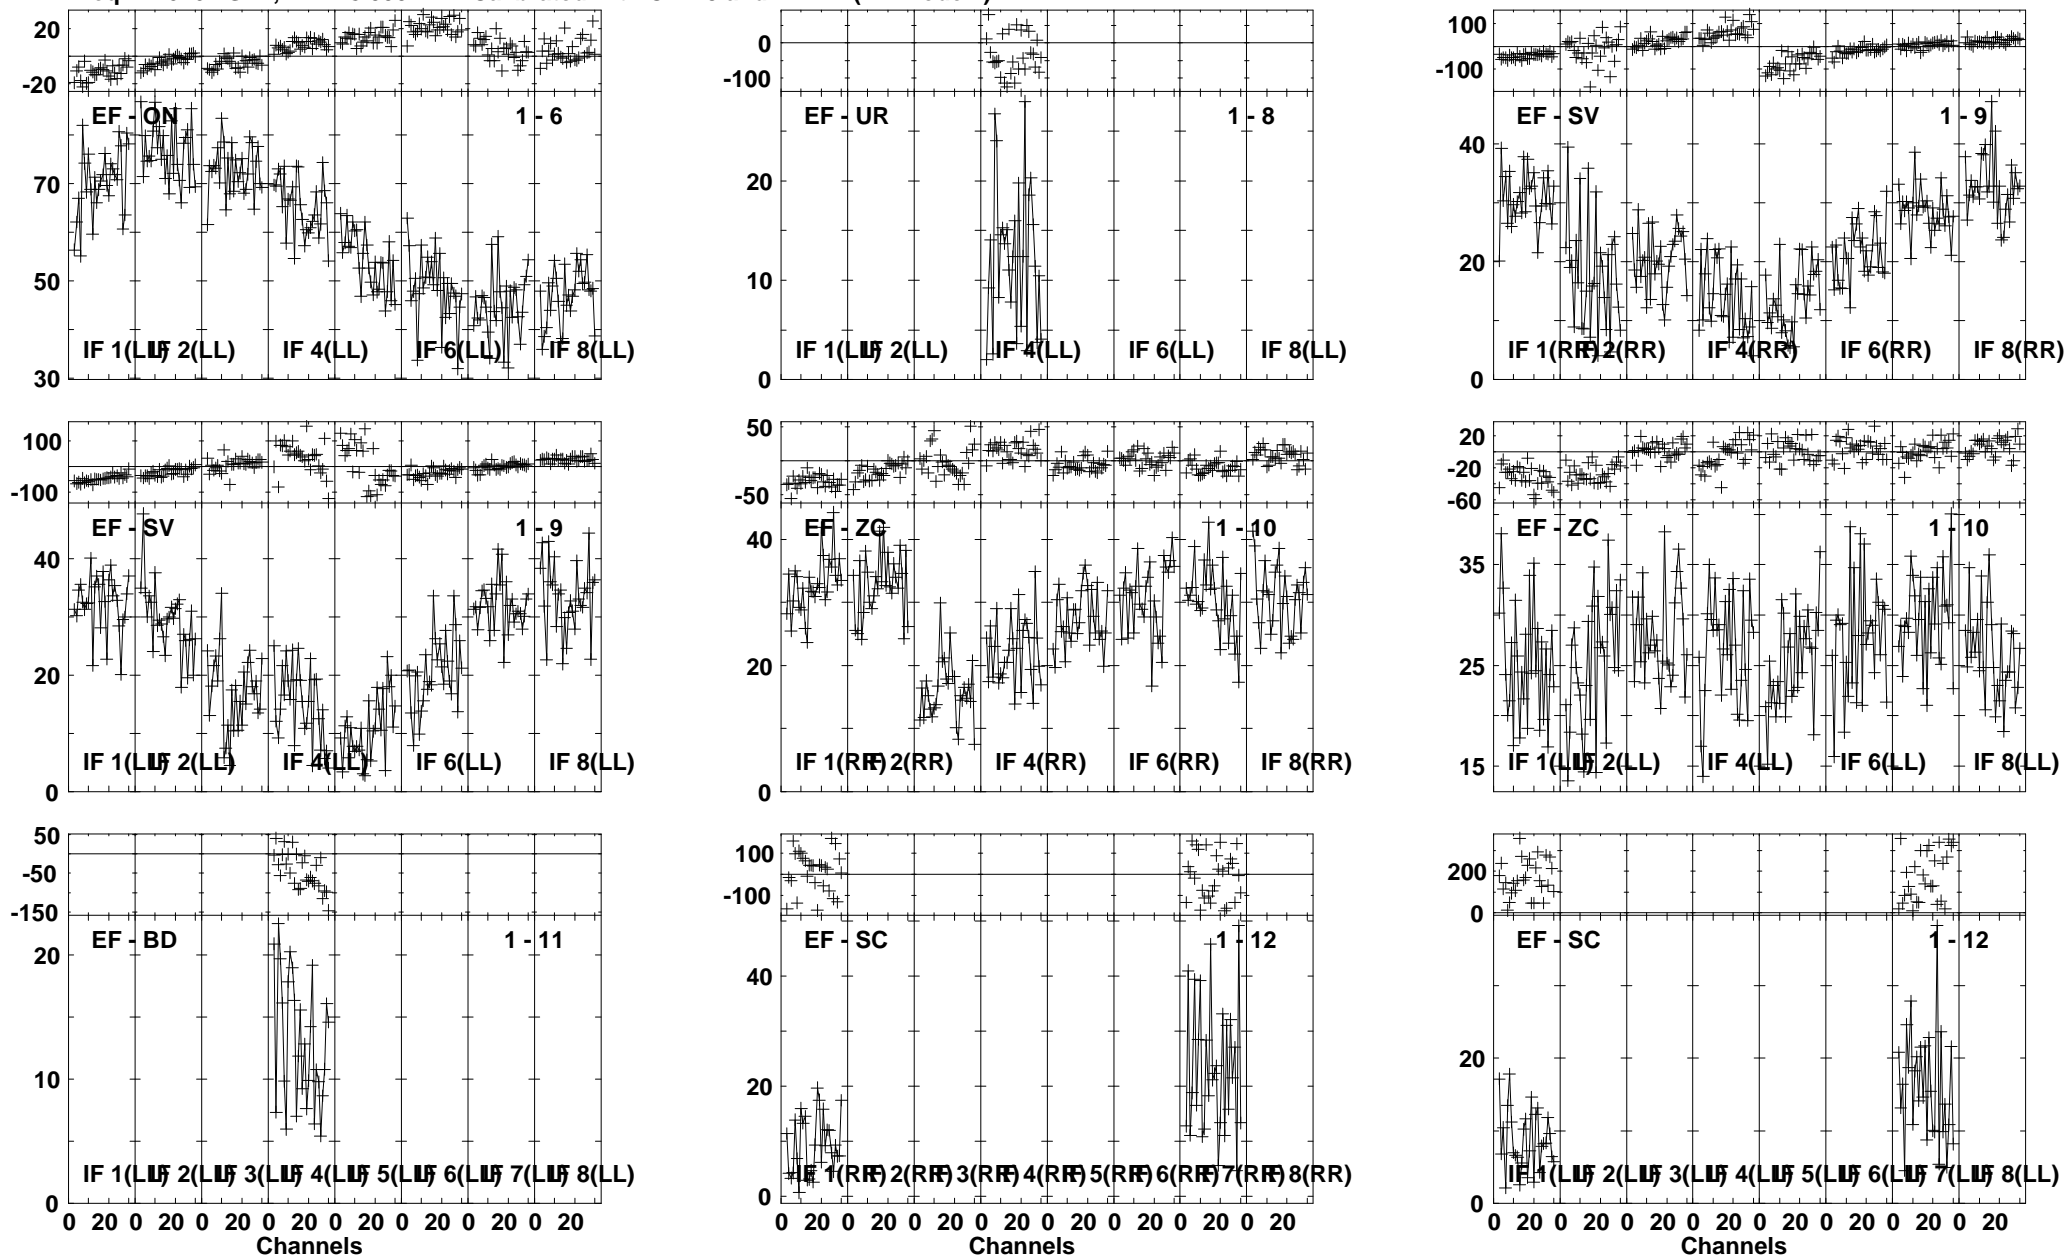 20
0
-20
EF - ON
1 - 6
70
50
30
IF 1(LL)
IF 2(LL)
IF 4(LL)
IF 6(LL)
IF 8(LL)
0
-100
EF - UR
1 - 8
20
10
0
IF 1(LL)
IF 2(LL)
IF 4(LL)
IF 6(LL)
IF 8(LL)
100
-100
EF - SV
1 - 9
40
20
0
IF 1(RR)
IF 2(RR)
IF 4(RR)
IF 6(RR)
IF 8(RR)
100
-100
EF - SV
1 - 9
40
20
0
IF 1(LL)
IF 2(LL)
IF 4(LL)
IF 6(LL)
IF 8(LL)
50
-50
EF - ZC
1 - 10
40
20
0
IF 1(RR)
IF 2(RR)
IF 4(RR)
IF 6(RR)
IF 8(RR)
20
-20
-60
EF - ZC
1 - 10
35
25
15
IF 1(LL)
IF 2(LL)
IF 4(LL)
IF 6(LL)
IF 8(LL)
50
-50
-150
EF - BD
1 - 11
20
10
0
IF 1(LL) IF 2(LL) IF 3(LL) IF 4(LL) IF 5(LL) IF 6(LL) IF 7(LL) IF 8(LL)
0 20 0 20 0 20 0 20 0 20 0 20 0 20 0 20
Channels
100
-100
EF - SC
1 - 12
40
20
0
IF 1(RR) IF 2(RR) IF 3(RR) IF 4(RR) IF 5(RR) IF 6(RR) IF 7(RR) IF 8(RR)
0 20 0 20 0 20 0 20 0 20 0 20 0 20 0 20
Channels
200
0
EF - SC
1 - 12
20
0
IF 1(LL) IF 2(LL) IF 3(LL) IF 4(LL) IF 5(LL) IF 6(LL) IF 7(LL) IF 8(LL)
0 20 0 20 0 20 0 20 0 20 0 20 0 20 0 20
Channels